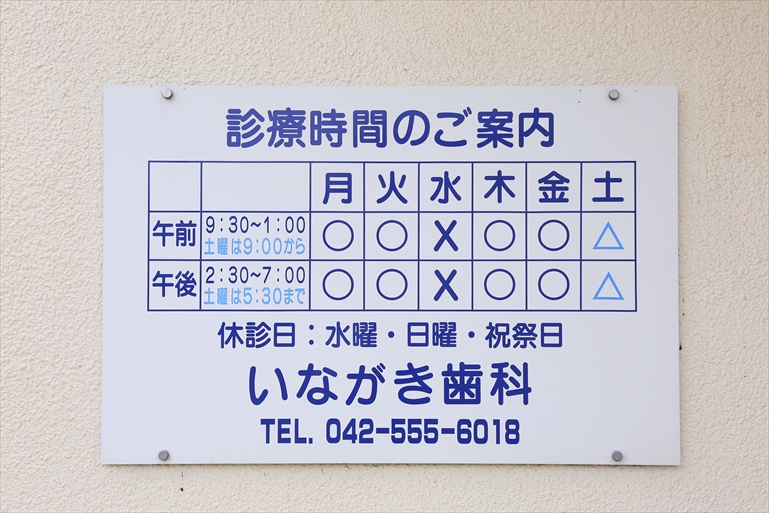 診療時間のご案内
月 火 水 木 金 土
午前 9:30~1:00 ○ ○ X ○ ○ △
土曜は9:00から
午後 2:30~7:00 ○ ○ X ○ ○ △
土曜は5:30まで
休診日:水曜・日曜・祝祭日
いながき歯科
TEL. 042-555-6018